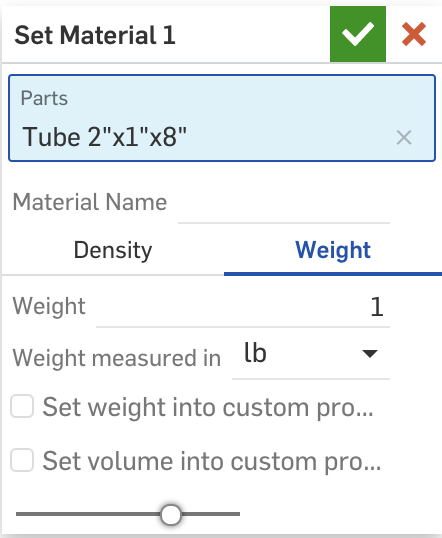 Set Material 1
Parts
Tube 2"x1"x8"
Material Name
Density Weight
Weight 1
Weight measured in lb
Set weight into custom pro...
Set volume into custom pro...